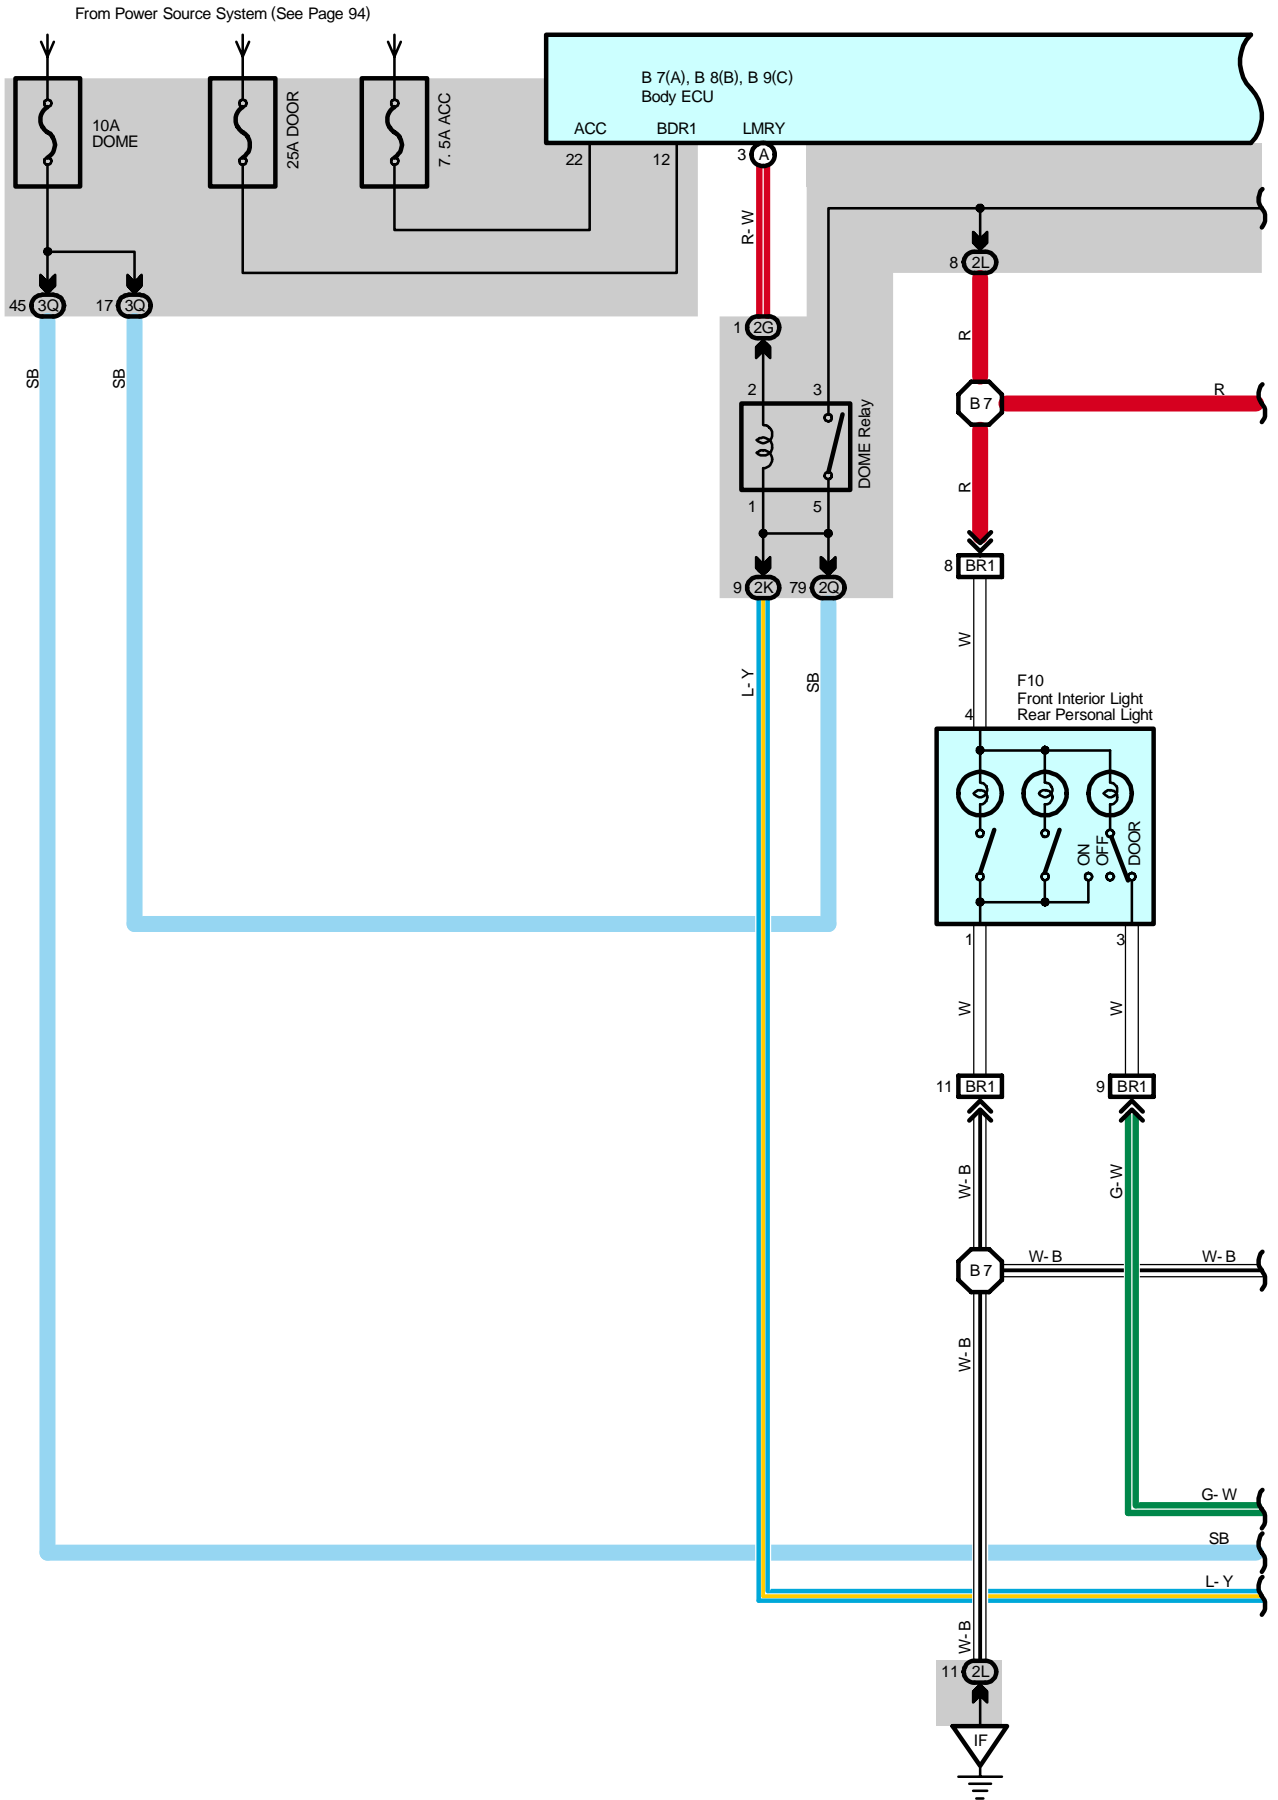 From Power Source System (See Page 94)
10A
DOME
25A DOOR
7. 5A ACC
B 7(A), B 8(B), B 9(C)
Body ECU
ACC
BDR1
LMRY
22
12
3
A
R- W
8
2L
45
3Q
17
3Q
1
2G
SB
SB
R
2
3
DOME Relay
B 7
R
R
1
5
8
BR1
9
2K
79
2Q
W
L- Y
SB
F10
Front Interior Light
Rear Personal Light
4
ON
OFF
DOOR
1
3
W
W
11
BR1
9
BR1
W- B
G- W
B 7
W- B
W- B
W- B
G- W
SB
L- Y
W- B
11
2L
IF